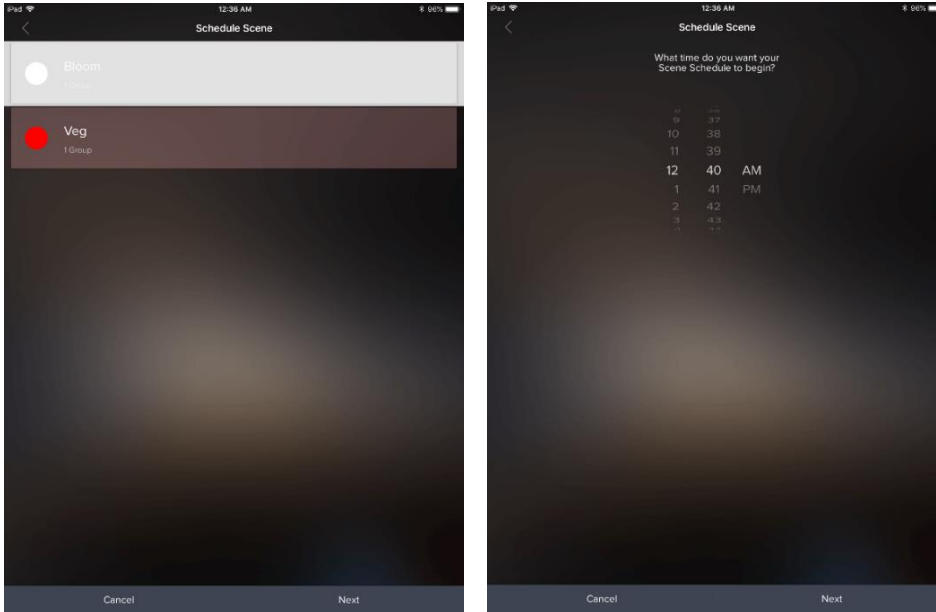 iPad 12:36 AM 96%
Schedule Scene
Bloom
1 Group
Veg
1 Group
Cancel Next
iPad 12:36 AM 96%
Schedule Scene
What time do you want your
Scene Schedule to begin?
9 37
10 38
11 39
12 40 AM
1 41 PM
2 42
3 43
Cancel Next